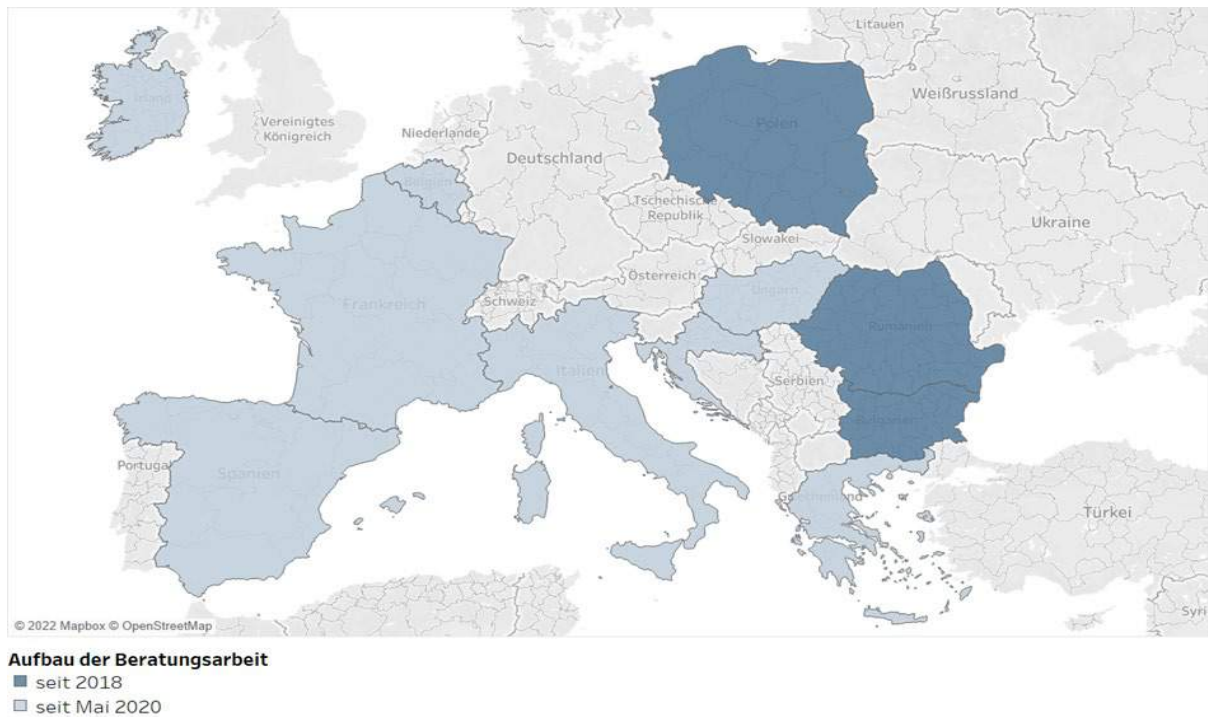 Litauen
Irland
Vereinigtes
Königreich
Niederlande
Polen
Weißrussland
Deutschland
Belgien
Tschechische
Republik
Ukraine
Slowakei
Österreich
Frankreich
Schweiz
Ungarn
Rumänien
Italien
Serbien
Bulgarien
Portugal
Spanien
Griechenland
Türkei
Syri
© 2022 Mapbox © OpenStreetMap
Aufbau der Beratungsarbeit
seit 2018
seit Mai 2020